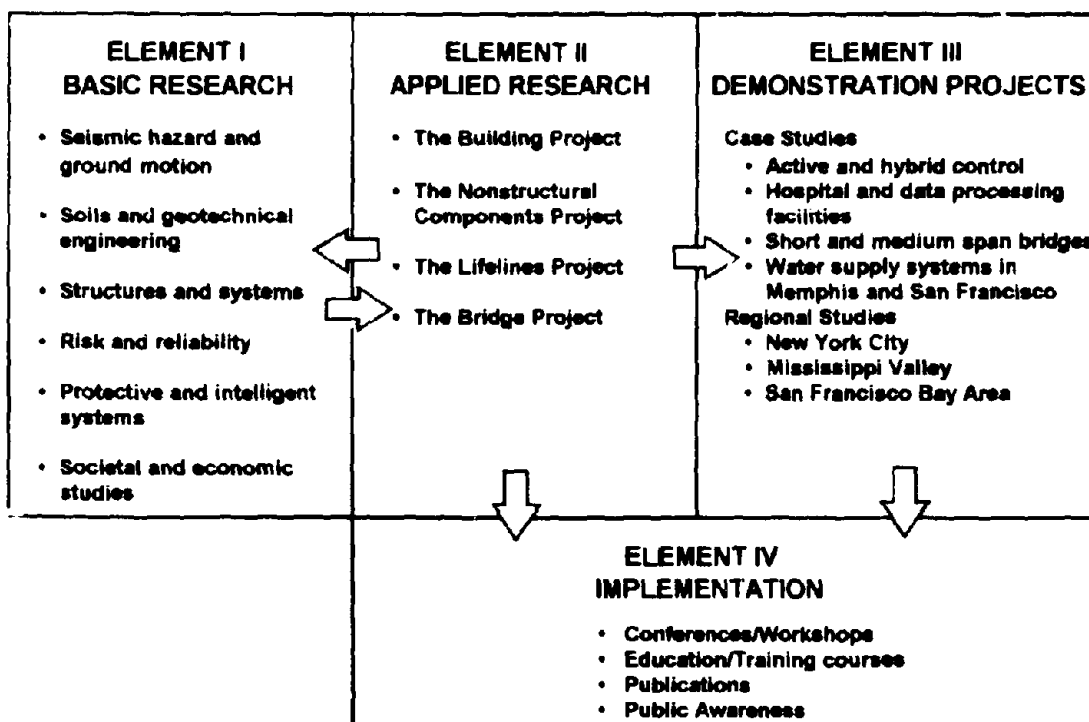 ELEMENT I
BASIC RESEARCH
• Seismic hazard and
ground motion
• Soils and geotechnical
engineering
• Structures and systems
• Risk and reliability
• Protective and intelligent
systems
• Societal and economic
studies
ELEMENT II
APPLIED RESEARCH
• The Building Project
• The Nonstructural
Components Project
• The Lifelines Project
• The Bridge Project
ELEMENT III
DEMONSTRATION PROJECTS
Case Studies
• Active and hybrid control
• Hospital and data processing
facilities
• Short and medium span bridges
• Water supply systems in
Memphis and San Francisco
Regional Studies
• New York City
• Mississippi Valley
• San Francisco Bay Area
ELEMENT IV
IMPLEMENTATION
• Conferences/Workshops
• Education/Training courses
• Publications
• Public Awareness